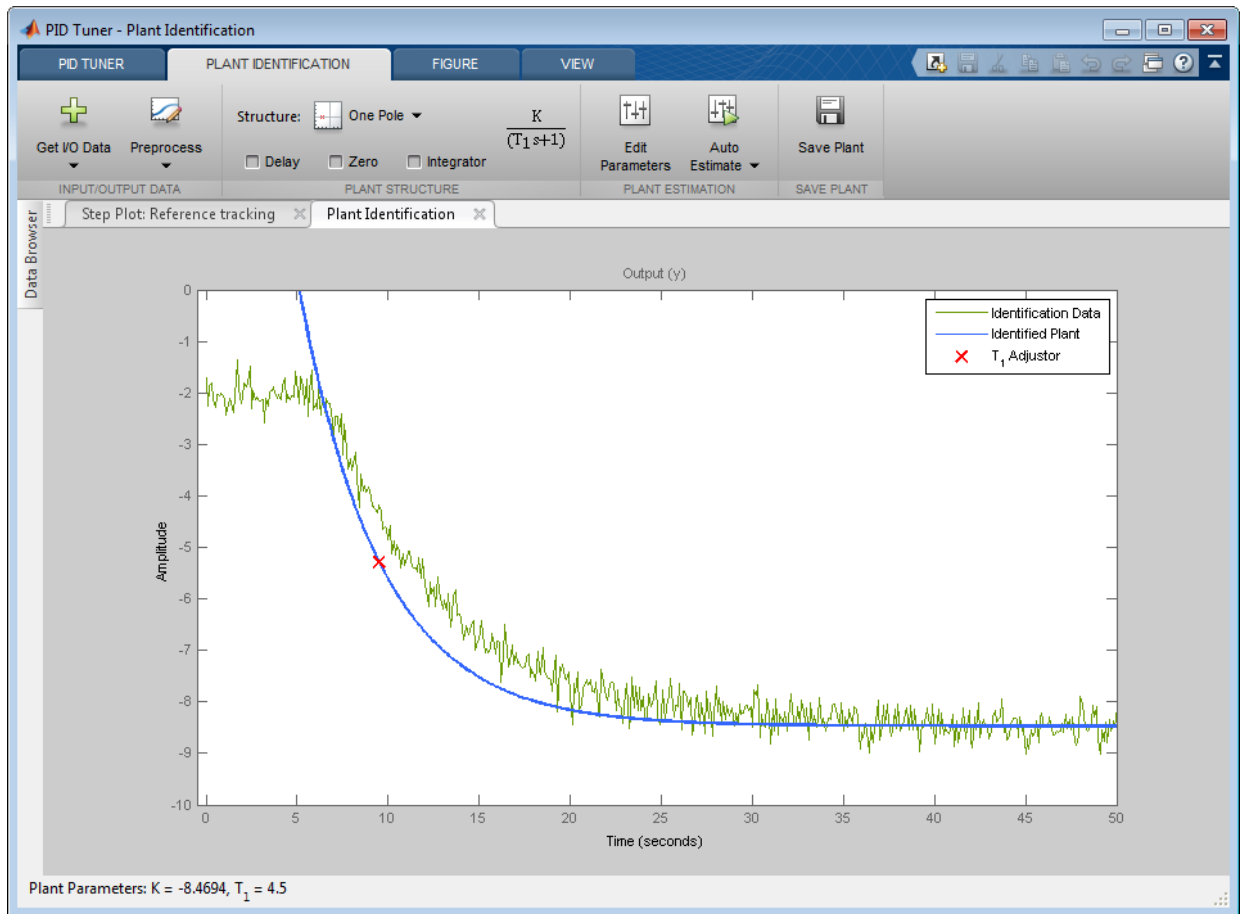 PID Tuner - Plant Identification
PID TUNER
PLANT IDENTIFICATION
FIGURE
VIEW
Get I/O Data
Preprocess
INPUT/OUTPUT DATA
Structure:
One Pole
K
(T1s+1)
Delay
Zero
Integrator
PLANT STRUCTURE
Edit
Parameters
Auto
Estimate
PLANT ESTIMATION
Save Plant
SAVE PLANT
Data Browser
Step Plot: Reference tracking
Plant Identification
Output (y)
Identification Data
Identified Plant
T1 Adjustor
Amplitude
0
-1
-2
-3
-4
-5
-6
-7
-8
-9
-10
0 5 10 15 20 25 30 35 40 45 50
Time (seconds)
Plant Parameters: K = -8.4694, T1 = 4.5